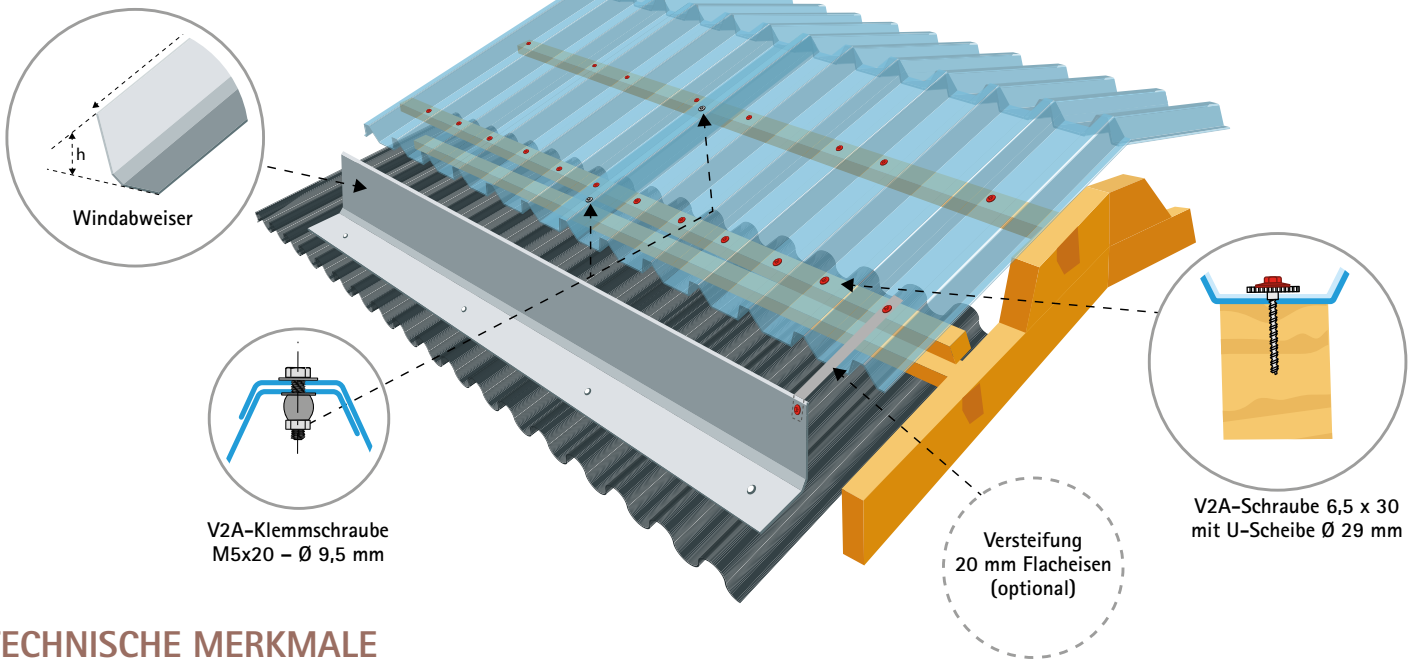 h
Windabweiser
V2A-Klemmschraube
M5x20 – Ø 9,5 mm
V2A-Schraube 6,5 x 30
mit U-Scheibe Ø 29 mm
Versteifung
20 mm Flacheisen
(optional)
TECHNISCHE MERKMALE